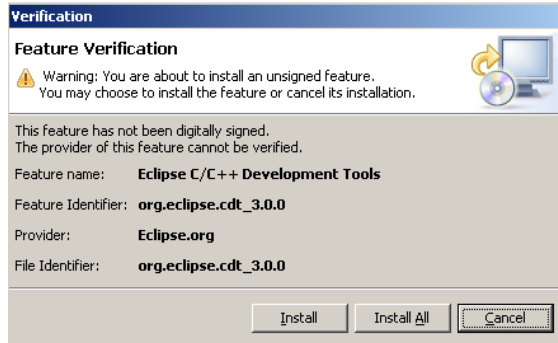 Verification
Feature Verification
Warning: You are about to install an unsigned feature.
You may choose to install the feature or cancel its installation.
This feature has not been digitally signed.
The provider of this feature cannot be verified.
Feature name: Eclipse C/C++ Development Tools
Feature Identifier: org.eclipse.cdt_3.0.0
Provider: Eclipse.org
File Identifier: org.eclipse.cdt_3.0.0
Install Install All Cancel